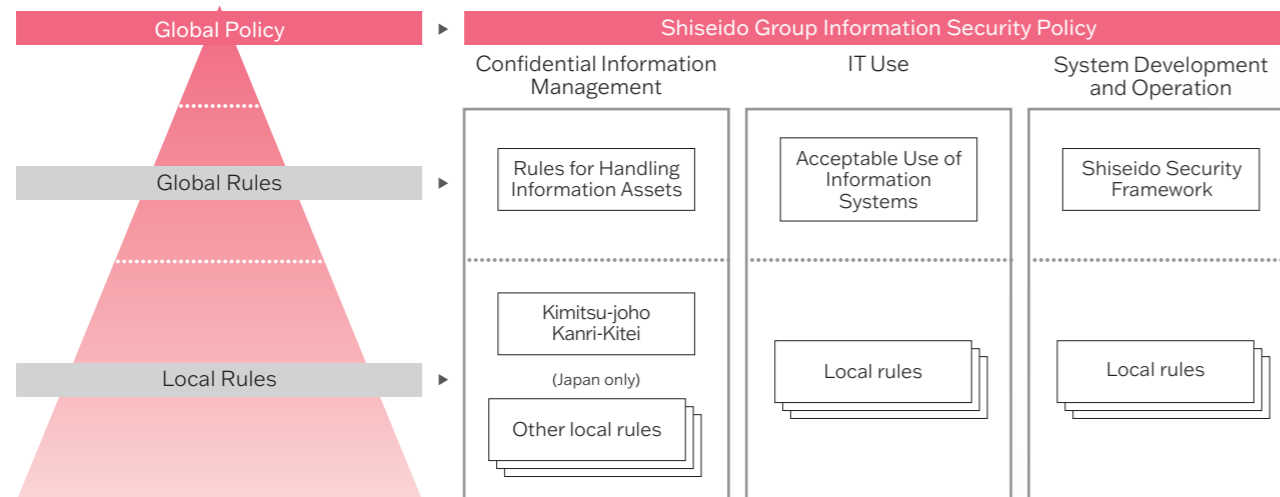 Global Policy
Shiseido Group Information Security Policy
Confidential Information
Management
IT Use
System Development
and Operation
Global Rules
Rules for Handling
Information Assets
Acceptable Use of
Information
Systems
Shiseido Security
Framework
Local Rules
Kimitsu-joho
Kanri-Kitei
(Japan only)
Other local rules
Local rules
Local rules